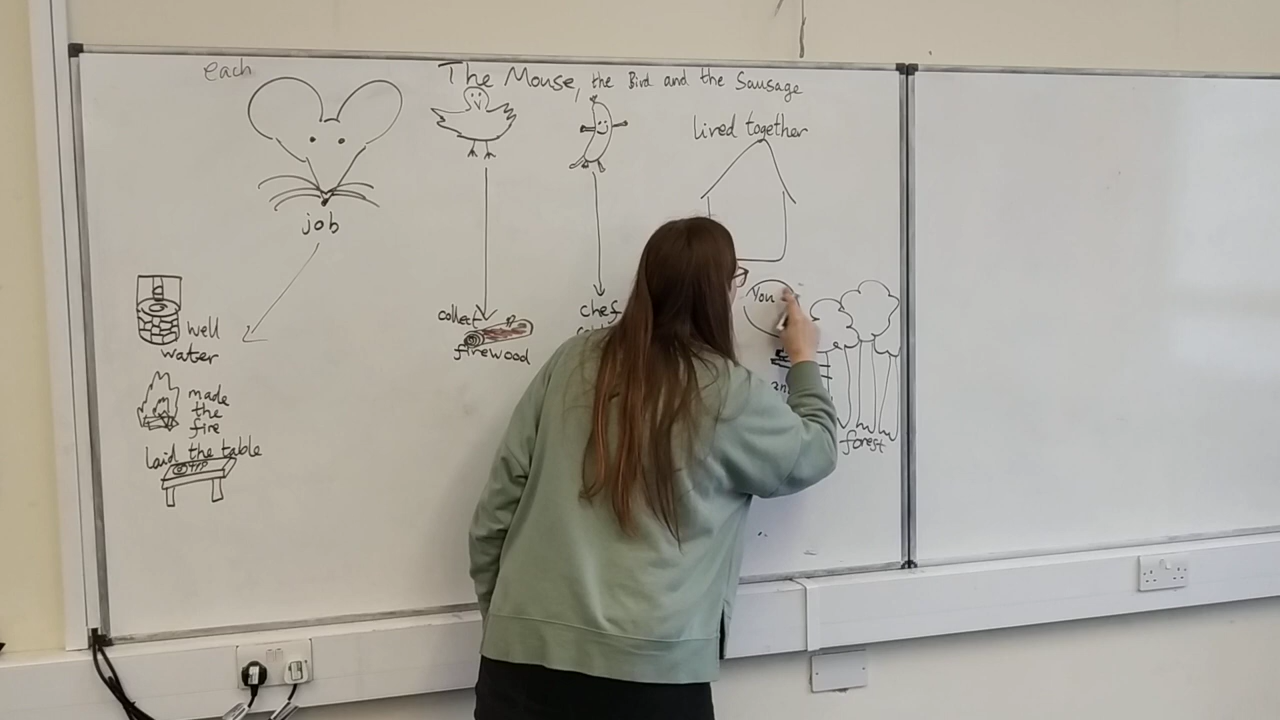 each
The Mouse, the Bird and the Sausage
lived together
job
well
water
made
the
fire
laid the table
collect
firewood
chef
You
forest